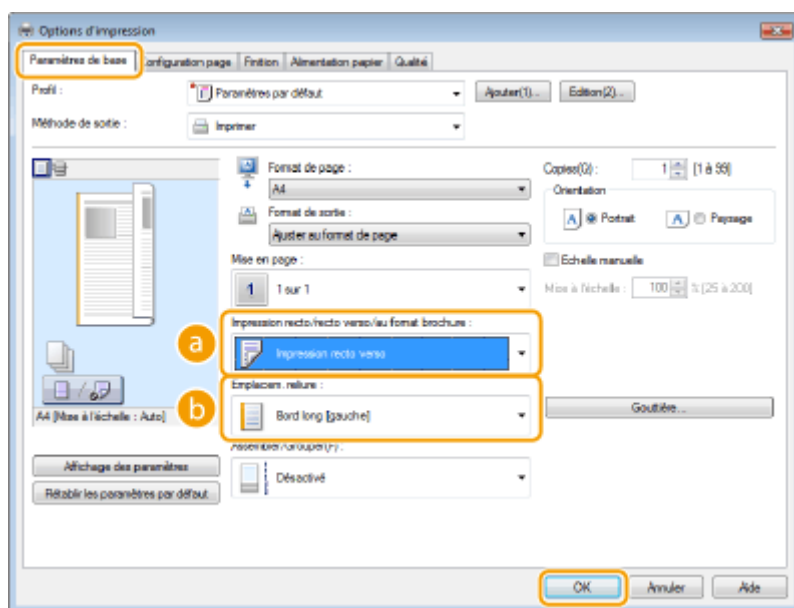 Options d'impression
Paramètres de base
Configuration page
Finition
Alimentation papier
Qualité
Profil :
Paramètres par défaut
Ajouter(1)...
Edition(2)...
Méthode de sortie :
Imprimer
Format de page :
A4
Format de sortie :
Ajuster au format de page
Copies(Q) :
1
[1 à 99]
Orientation
A
Portrait
A
Paysage
Mise en page :
1
1 sur 1
Echelle manuelle
Mise à l'échelle :
100
% [25 à 200]
a
Impression recto/recto verso/au format brochure :
Impression recto verso
b
Emplacem. reliure :
Bord long [gauche]
Gouttière...
A4 [Mise à l'échelle : Auto]
Assembler/Grouper(F) :
Désactivé
Affichage des paramètres
Rétablir les paramètres par défaut
OK
Annuler
Aide